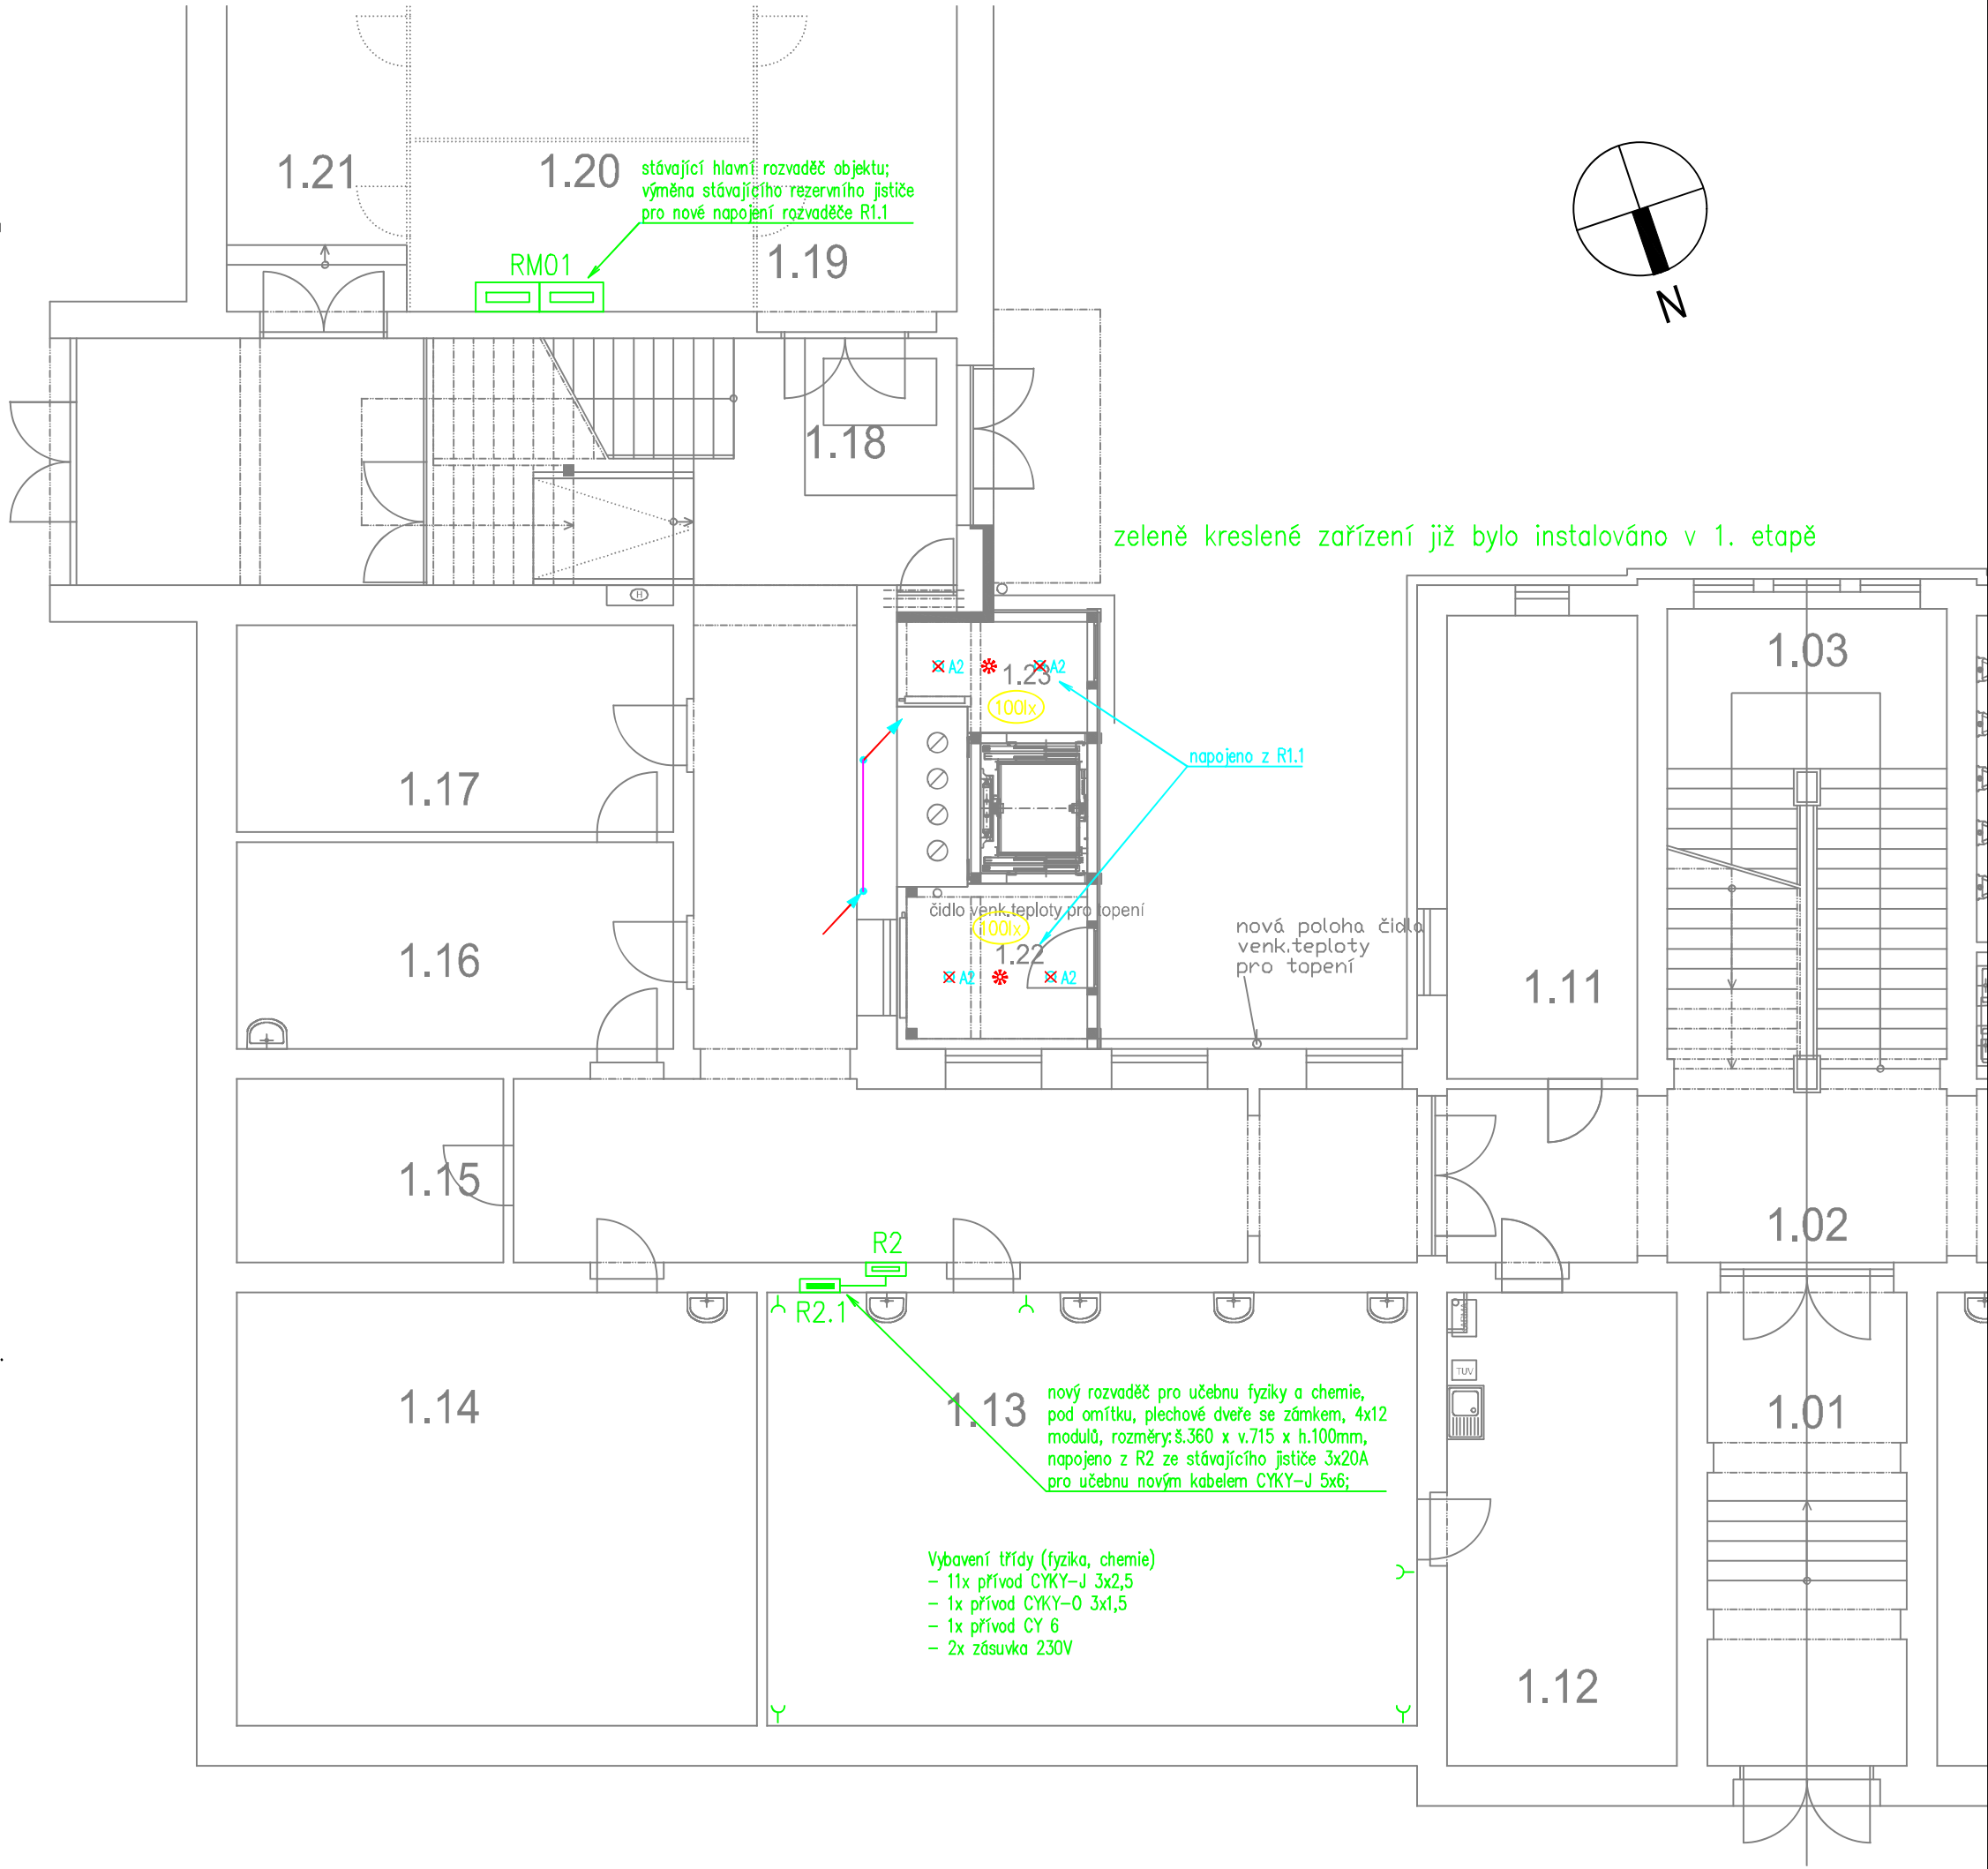 1.21
1.20
stávající hlavní rozvaděč objektu;
výměna stávajícího rezervního jističe
pro nové napojení rozvaděče R1.1
RM01
1.19
N
1.18
zeleně kreslené zařízení již bylo instalováno v 1. etapě
H
1.03
A2
A2
1.23
100lx
napojeno z R1.1
1.17
čidlo venk.teploty pro topení
100lx
nová poloha čidla
venk.teploty
pro topení
1.22
A2
A2
1.16
1.11
1.15
1.02
R2
R2.1
TUV
1.14
1.13
nový rozvaděč pro učebnu fyziky a chemie,
pod omítku, plechové dveře se zámkem, 4x12
modulů, rozměry:š.360 x v.715 x h.100mm,
napojeno z R2 ze stávajícího jističe 3x20A
pro učebnu novým kabelem CYKY-J 5x6;
1.01
Vybavení třídy (fyzika, chemie)
- 11x přívod CYKY-J 3x2,5
- 1x přívod CYKY-O 3x1,5
- 1x přívod CY 6
- 2x zásuvka 230V
1.12